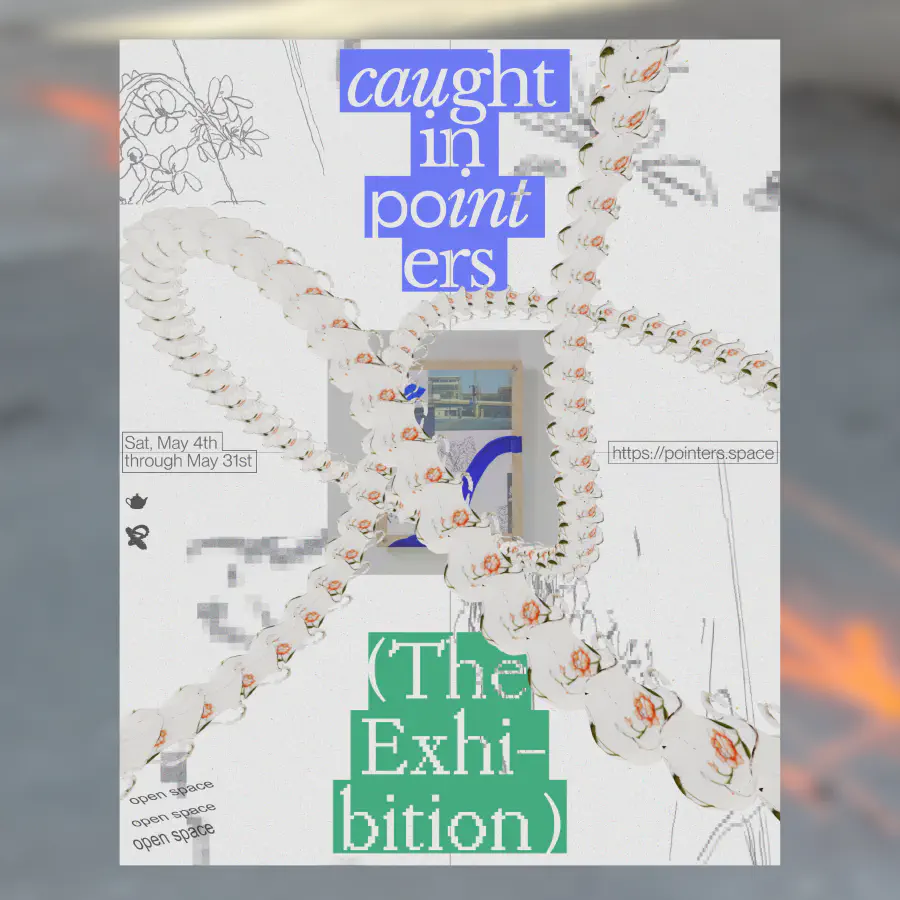 caught
in
point
ers
Sat, May 4th
through May 31st
https://pointers.space
(The
Exhi-
bition)
open space
open space
open space